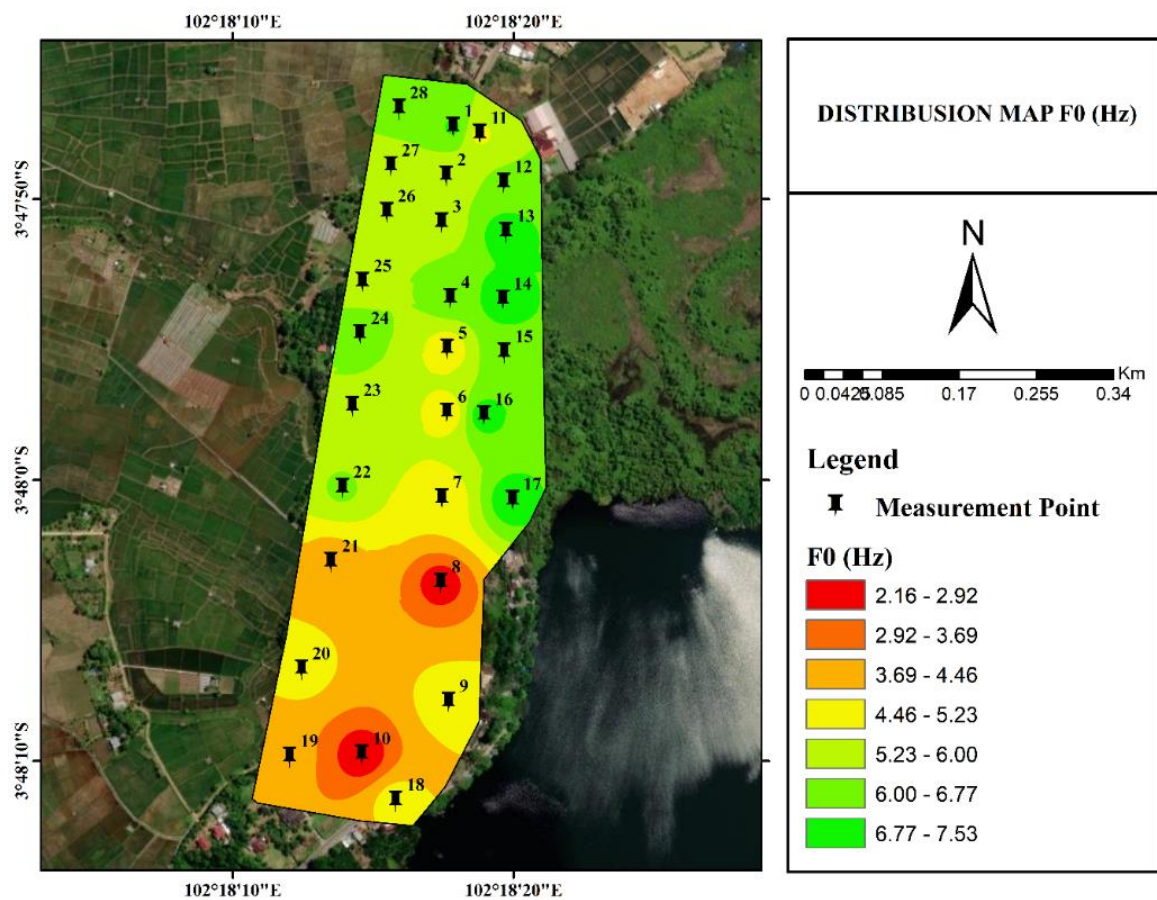 102°18'10"E
102°18'20"E
3°47'50"S
3°48'0"S
3°48'10"S
28
1
11
27
2
12
26
3
13
25
4
14
24
5
15
23
6
16
22
7
17
21
8
20
9
19
10
18
102°18'10"E
102°18'20"E
DISTRIBUSION MAP F0 (Hz)
N
Km
0 0.0425 0.085 0.17 0.255 0.34
Legend
Measurement Point
F0 (Hz)
2.16 - 2.92
2.92 - 3.69
3.69 - 4.46
4.46 - 5.23
5.23 - 6.00
6.00 - 6.77
6.77 - 7.53